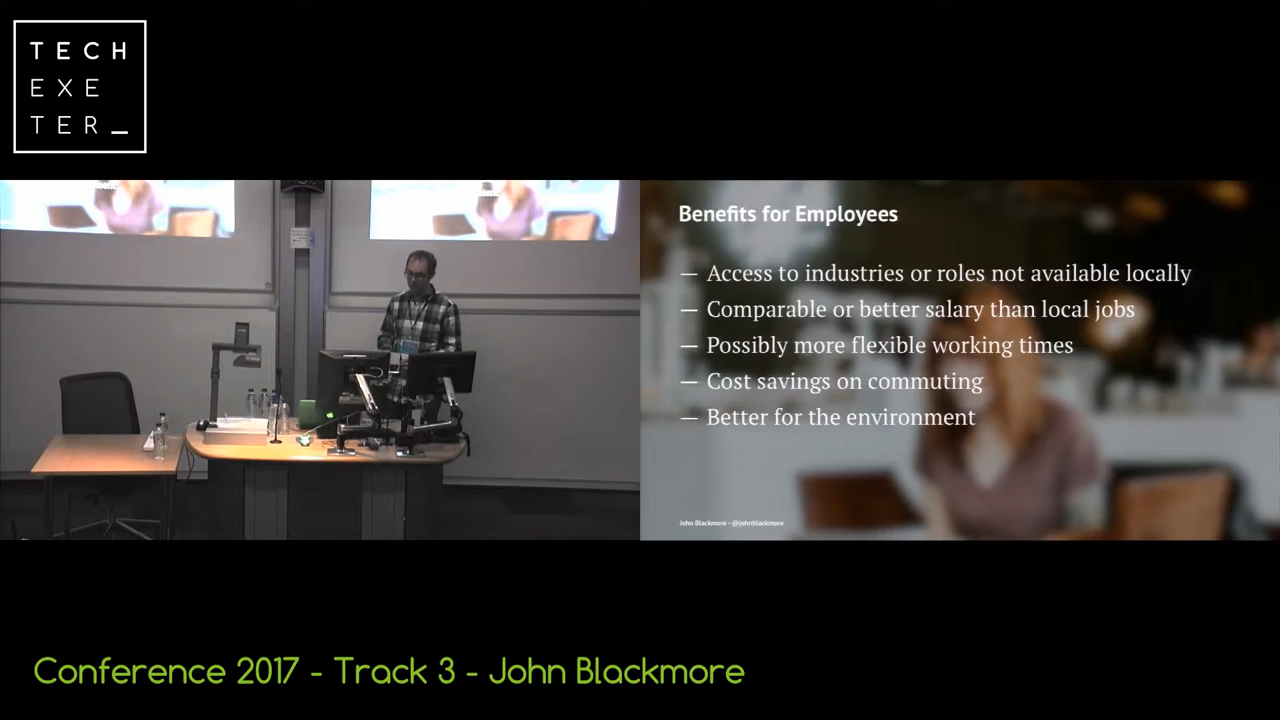 TECH
EXE
TER_
Benefits for Employees
— Access to industries or roles not available locally
— Comparable or better salary than local jobs
— Possibly more flexible working times
— Cost savings on commuting
— Better for the environment
John Blackmore - @johnblackmore
Conference 2017 - Track 3 - John Blackmore